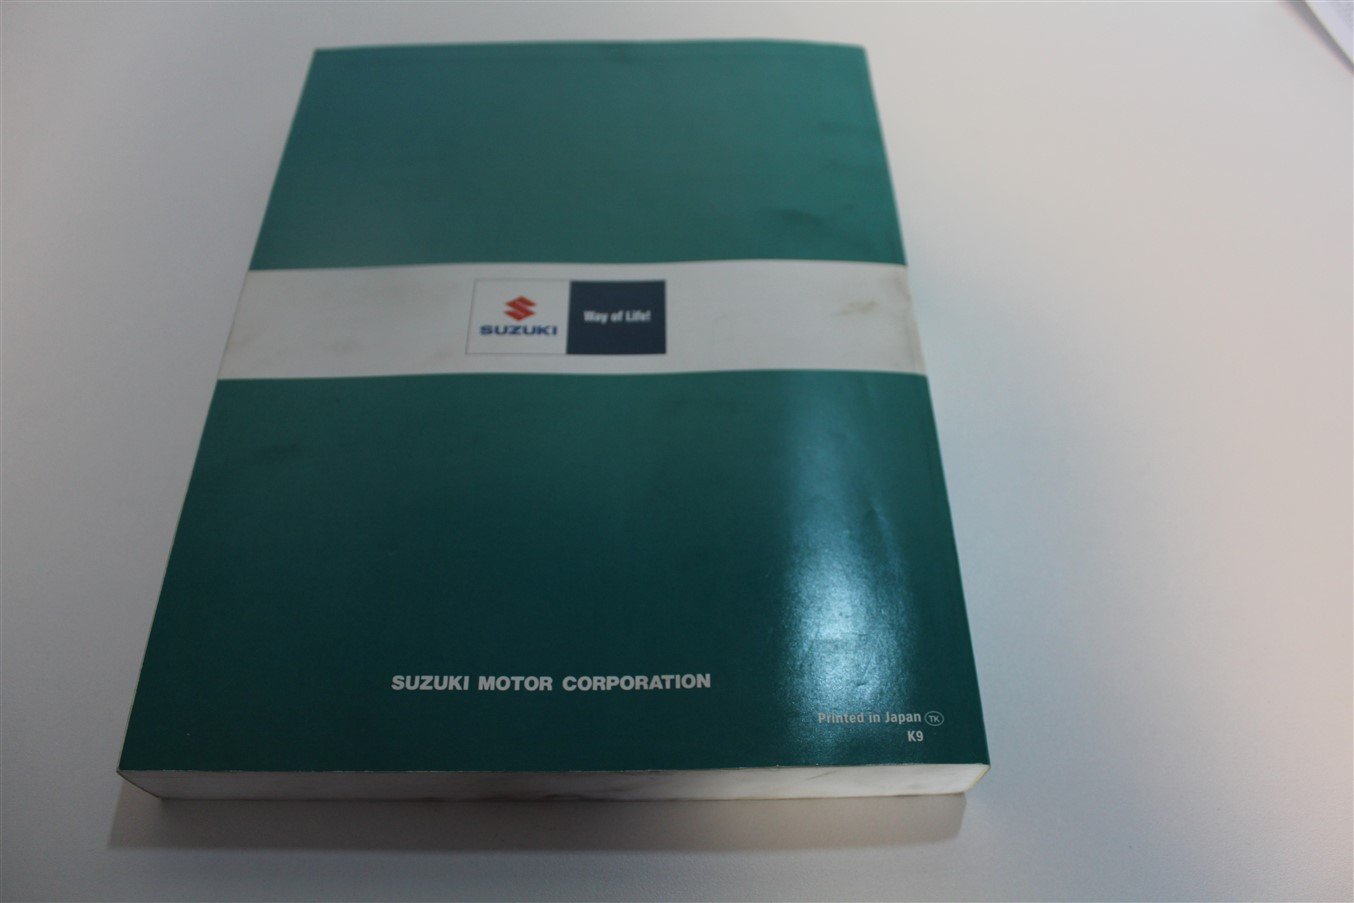 SUZUKI
Way of Life!
SUZUKI MOTOR CORPORATION
Printed in Japan TK
K9